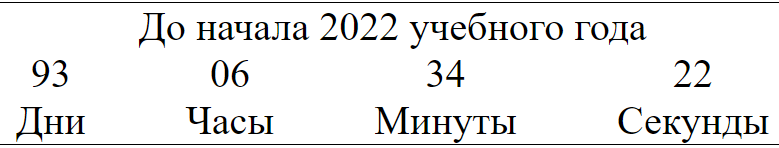 До начала 2022 учебного года
93 06 34 22
Дни Часы Минуты Секунды